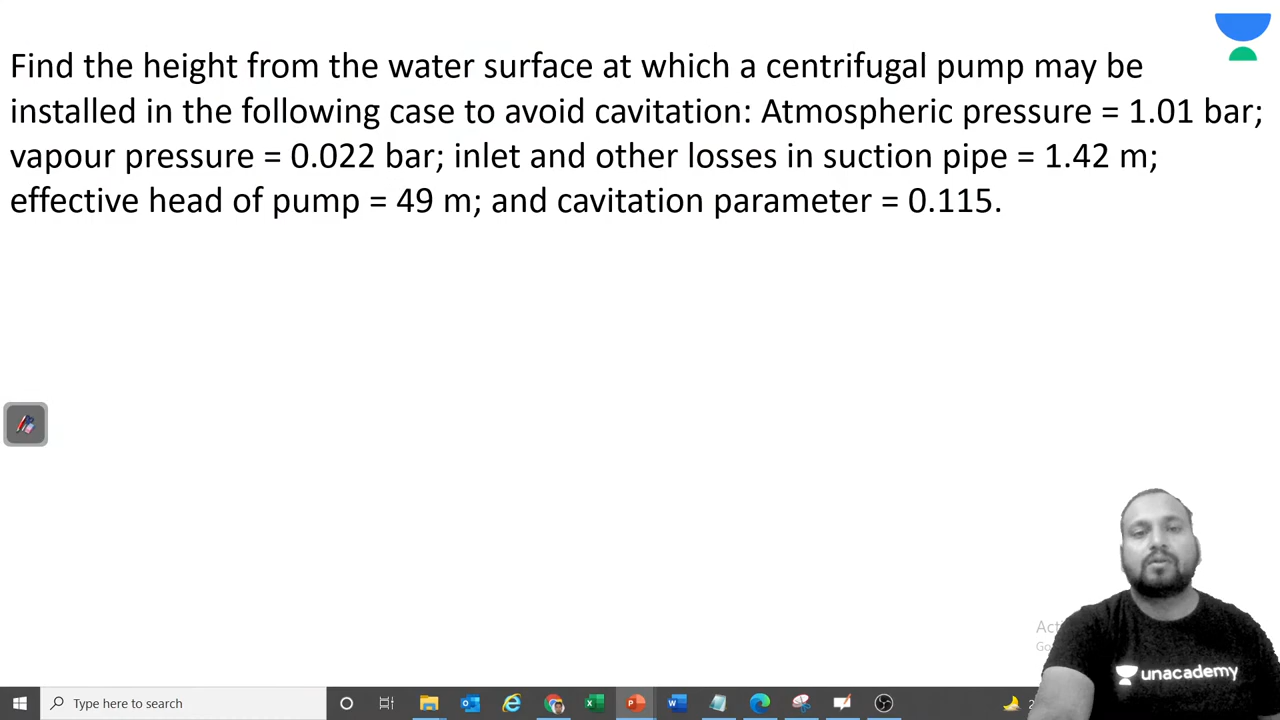 Find the height from the water surface at which a centrifugal pump may be
installed in the following case to avoid cavitation: Atmospheric pressure = 1.01 bar;
vapour pressure = 0.022 bar; inlet and other losses in suction pipe = 1.42 m;
effective head of pump = 49 m; and cavitation parameter = 0.115.
unacademy
Type here to search